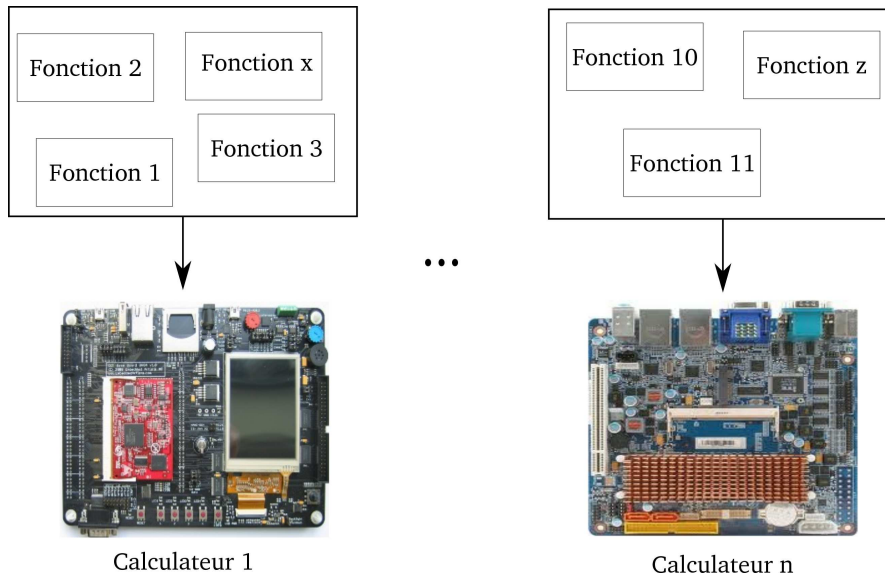 Fonction 2
Fonction x
Fonction 1
Fonction 3
Fonction 10
Fonction z
Fonction 11
...
Calculateur 1
Calculateur n